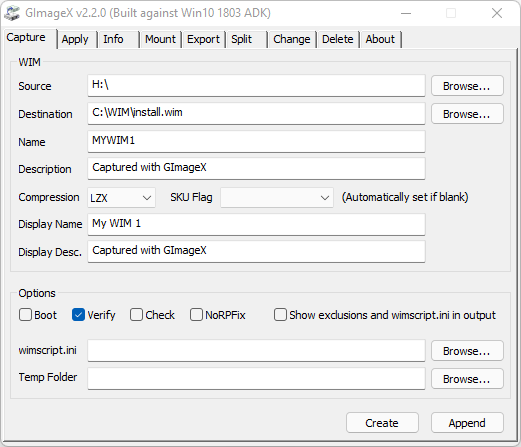 GImageX v2.2.0 (Built against Win10 1803 ADK)
Capture Apply Info Mount Export Split Change Delete About
WIM
Source H:\ Browse...
Destination C:\WIM\install.wim Browse...
Name MYWIM1
Description Captured with GImageX
Compression LZX SKU Flag (Automatically set if blank)
Display Name My WIM 1
Display Desc. Captured with GImageX
Options
Boot Verify Check NoRPFix Show exclusions and wimscript.ini in output
wimscript.ini Browse...
Temp Folder Browse...
Create Append